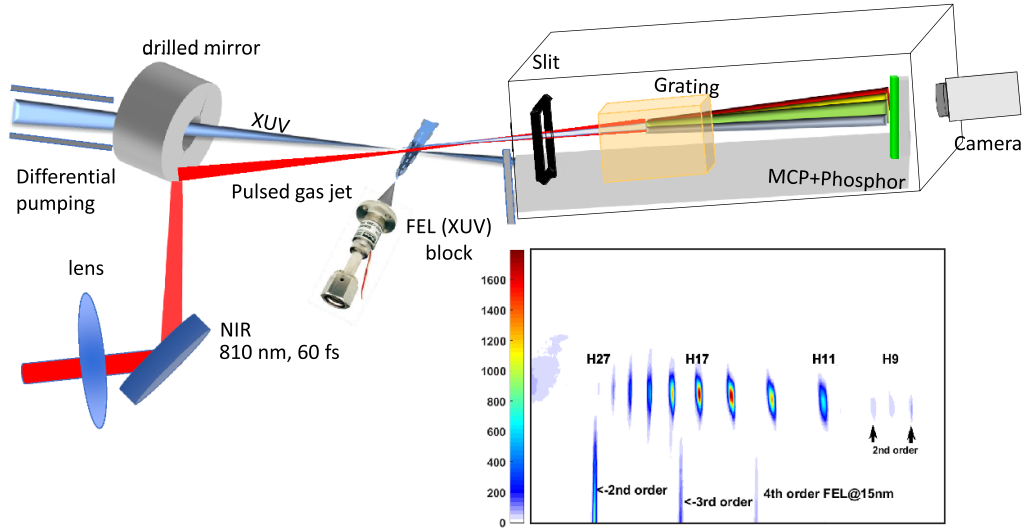 drilled mirror
Slit
Grating
XUV
Camera
Differential
pumping
Pulsed gas jet
MCP+Phosphor
FEL (XUV)
block
lens
NIR
810 nm, 60 fs
1600
1400
1200
1000
800
600
400
200
0
H27
H17
H11
H9
2nd order
<-2nd order
<-3rd order
4th order FEL@15nm